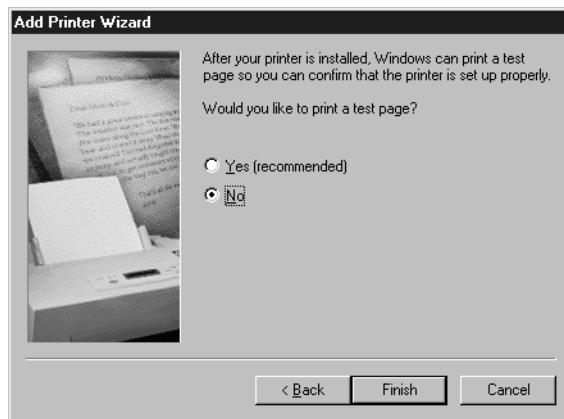 Add Printer Wizard
After your printer is installed, Windows can print a test
page so you can confirm that the printer is set up properly.
Would you like to print a test page?
Yes (recommended)
No
< Back
Finish
Cancel